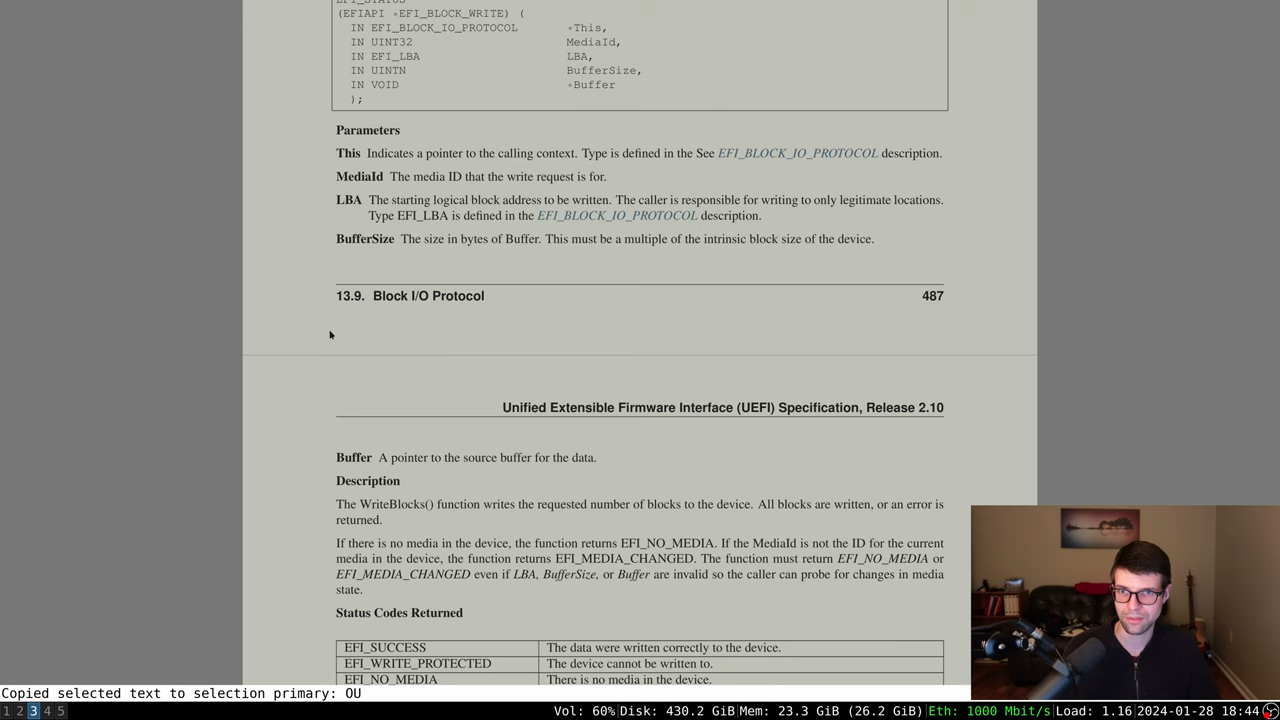 (EFIAPI *EFI_BLOCK_WRITE) (
IN EFI_BLOCK_IO_PROTOCOL *This,
IN UINT32 MediaId,
IN EFI_LBA LBA,
IN UINTN BufferSize,
IN VOID *Buffer
);
Parameters
This Indicates a pointer to the calling context. Type is defined in the See EFI_BLOCK_IO_PROTOCOL description.
MediaId The media ID that the write request is for.
LBA The starting logical block address to be written. The caller is responsible for writing to only legitimate locations.
Type EFI_LBA is defined in the EFI_BLOCK_IO_PROTOCOL description.
BufferSize The size in bytes of Buffer. This must be a multiple of the intrinsic block size of the device.
13.9. Block I/O Protocol 487
Unified Extensible Firmware Interface (UEFI) Specification, Release 2.10
Buffer A pointer to the source buffer for the data.
Description
The WriteBlocks() function writes the requested number of blocks to the device. All blocks are written, or an error is
returned.
If there is no media in the device, the function returns EFI_NO_MEDIA. If the MediaId is not the ID for the current
media in the device, the function returns EFI_MEDIA_CHANGED. The function must return EFI_NO_MEDIA or
EFI_MEDIA_CHANGED even if LBA, BufferSize, or Buffer are invalid so the caller can probe for changes in media
state.
Status Codes Returned
EFI_SUCCESS The data were written correctly to the device.
EFI_WRITE_PROTECTED The device cannot be written to.
EFI_NO_MEDIA There is no media in the device.
Copied selected text to selection primary: OU
1 2 3 4 5 Vol: 60%|Disk: 430.2 GiB|Mem: 23.3 GiB (26.2 GiB)|Eth: 1000 Mbit/s|Load: 1.16|2024-01-28 18:44